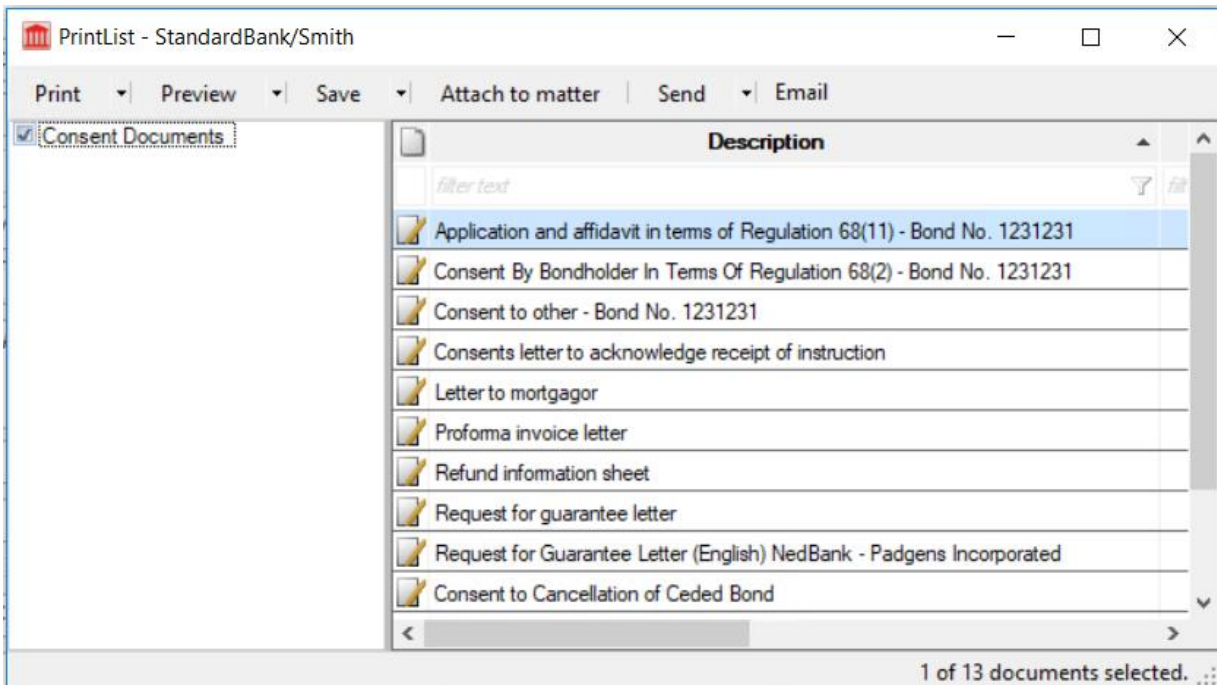 PrintList - StandardBank/Smith
Print Preview Save Attach to matter Send Email
Consent Documents
Description
filter text filt
Application and affidavit in terms of Regulation 68(11) - Bond No. 1231231
Consent By Bondholder In Terms Of Regulation 68(2) - Bond No. 1231231
Consent to other - Bond No. 1231231
Consents letter to acknowledge receipt of instruction
Letter to mortgagor
Proforma invoice letter
Refund information sheet
Request for guarantee letter
Request for Guarantee Letter (English) NedBank - Padgens Incorporated
Consent to Cancellation of Ceded Bond
1 of 13 documents selected.